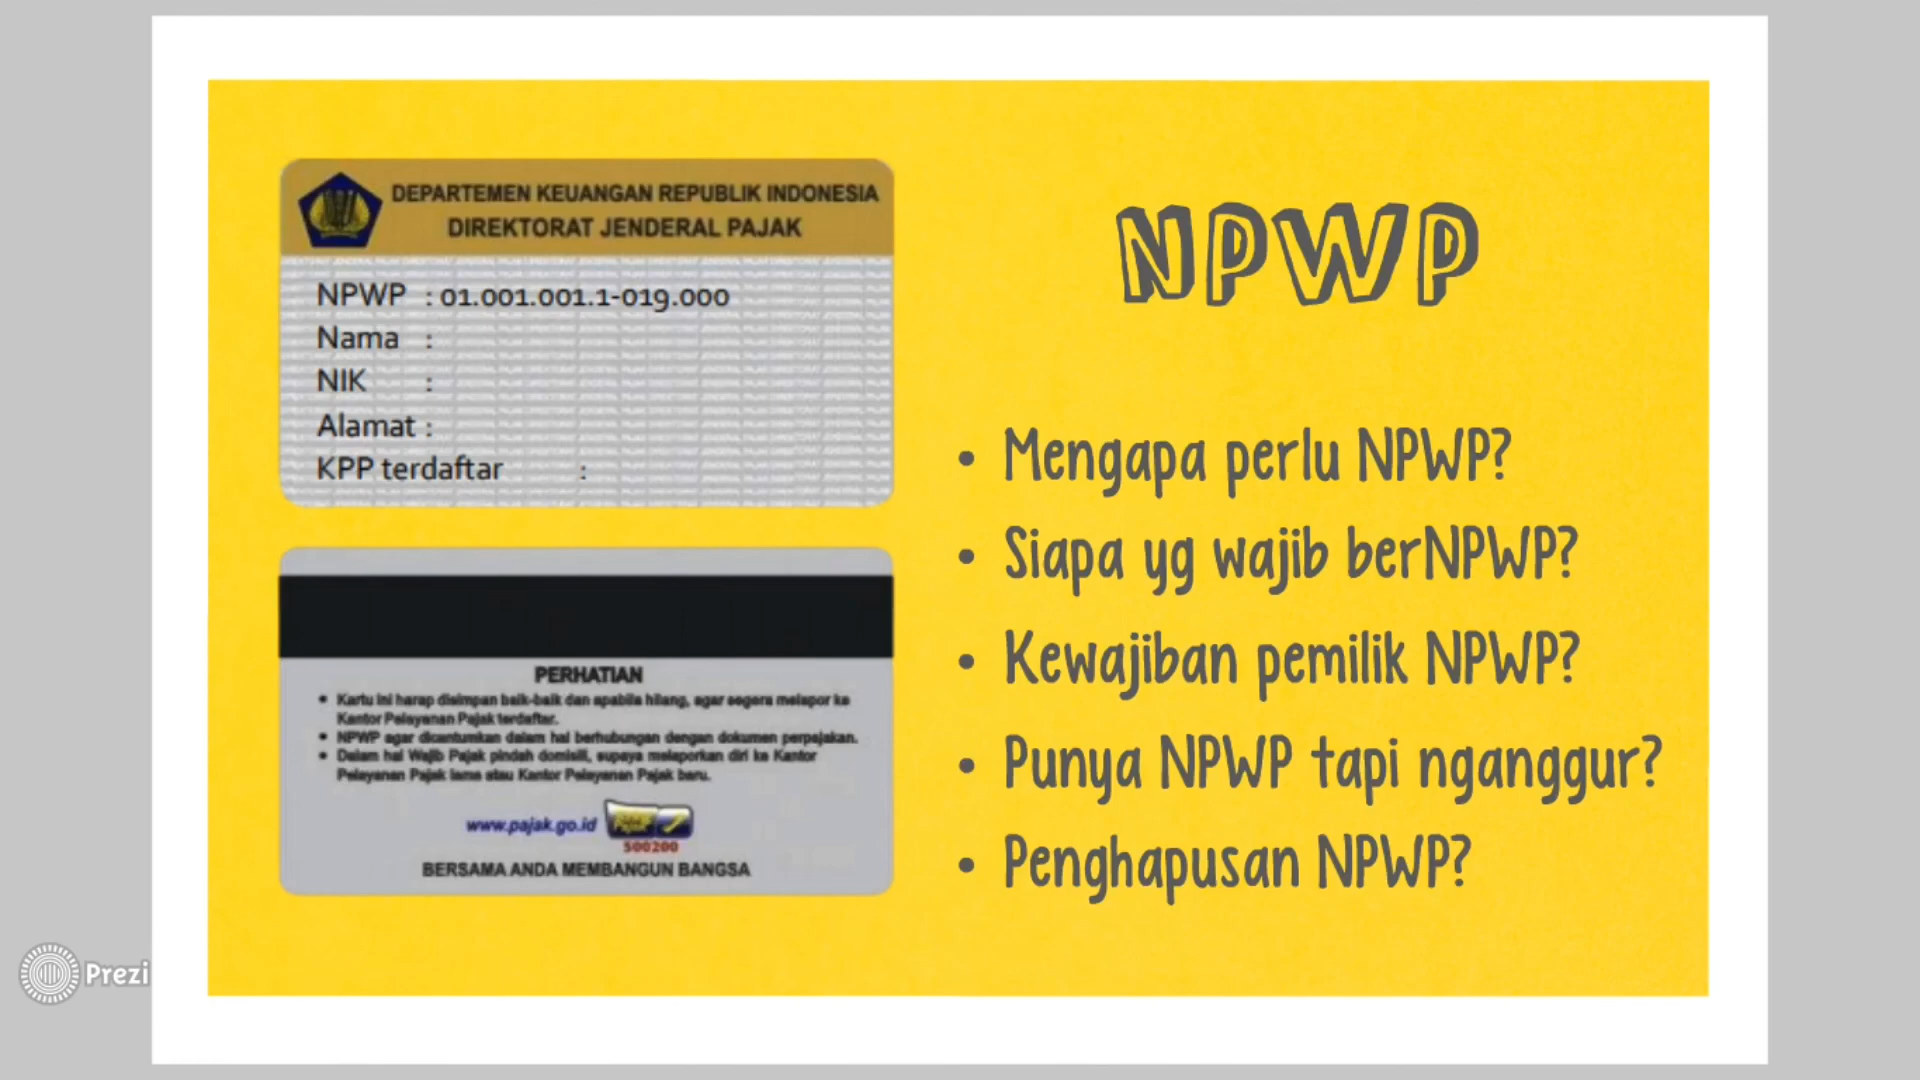 DEPARTEMEN KEUANGAN REPUBLIK INDONESIA
DIREKTORAT JENDERAL PAJAK
NPWP : 01.001.001.1-019.000
Nama :
NIK :
Alamat :
KPP terdaftar :
PERHATIAN
• Kartu ini harap disimpan baik-baik dan apabila hilang, agar segera melapor ke
Kantor Pelayanan Pajak terdaftar.
• NPWP agar dicantumkan dalam hal berhubungan dengan dokumen perpajakan.
• Dalam hal Wajib Pajak pindah domisili, supaya melaporkan diri ke Kantor
Pelayanan Pajak lama atau Kantor Pelayanan Pajak baru.
www.pajak.go.id
500200
BERSAMA ANDA MEMBANGUN BANGSA
NPWP
• Mengapa perlu NPWP?
• Siapa yg wajib berNPWP?
• Kewajiban pemilik NPWP?
• Punya NPWP tapi nganggur?
• Penghapusan NPWP?
Prezi